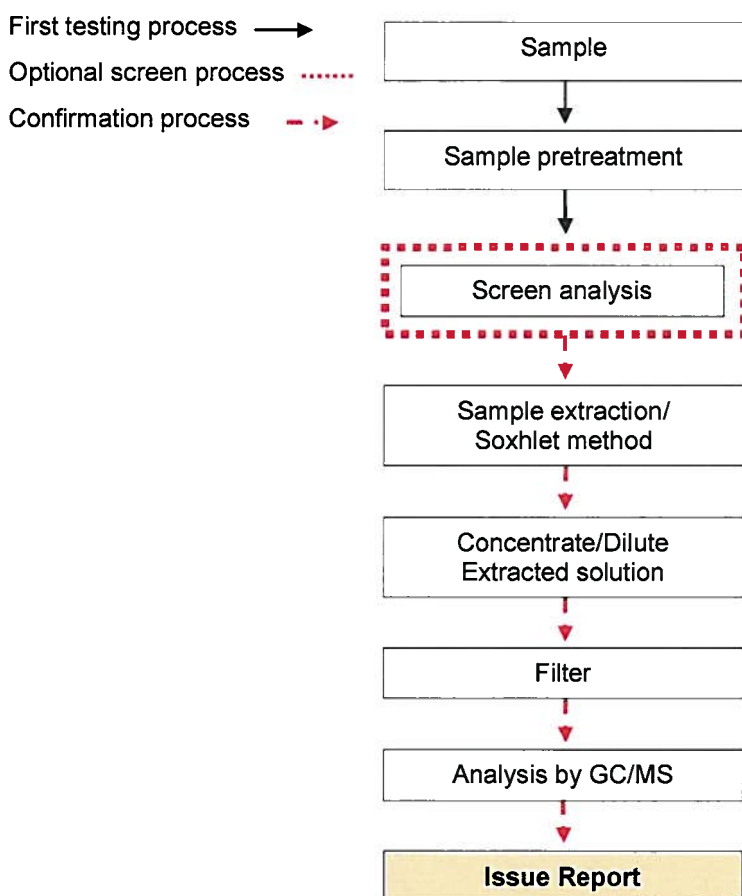 First testing process
Optional screen process
Confirmation process
Sample
Sample pretreatment
Screen analysis
Sample extraction/
Soxhlet method
Concentrate/Dilute
Extracted solution
Filter
Analysis by GC/MS
Issue Report